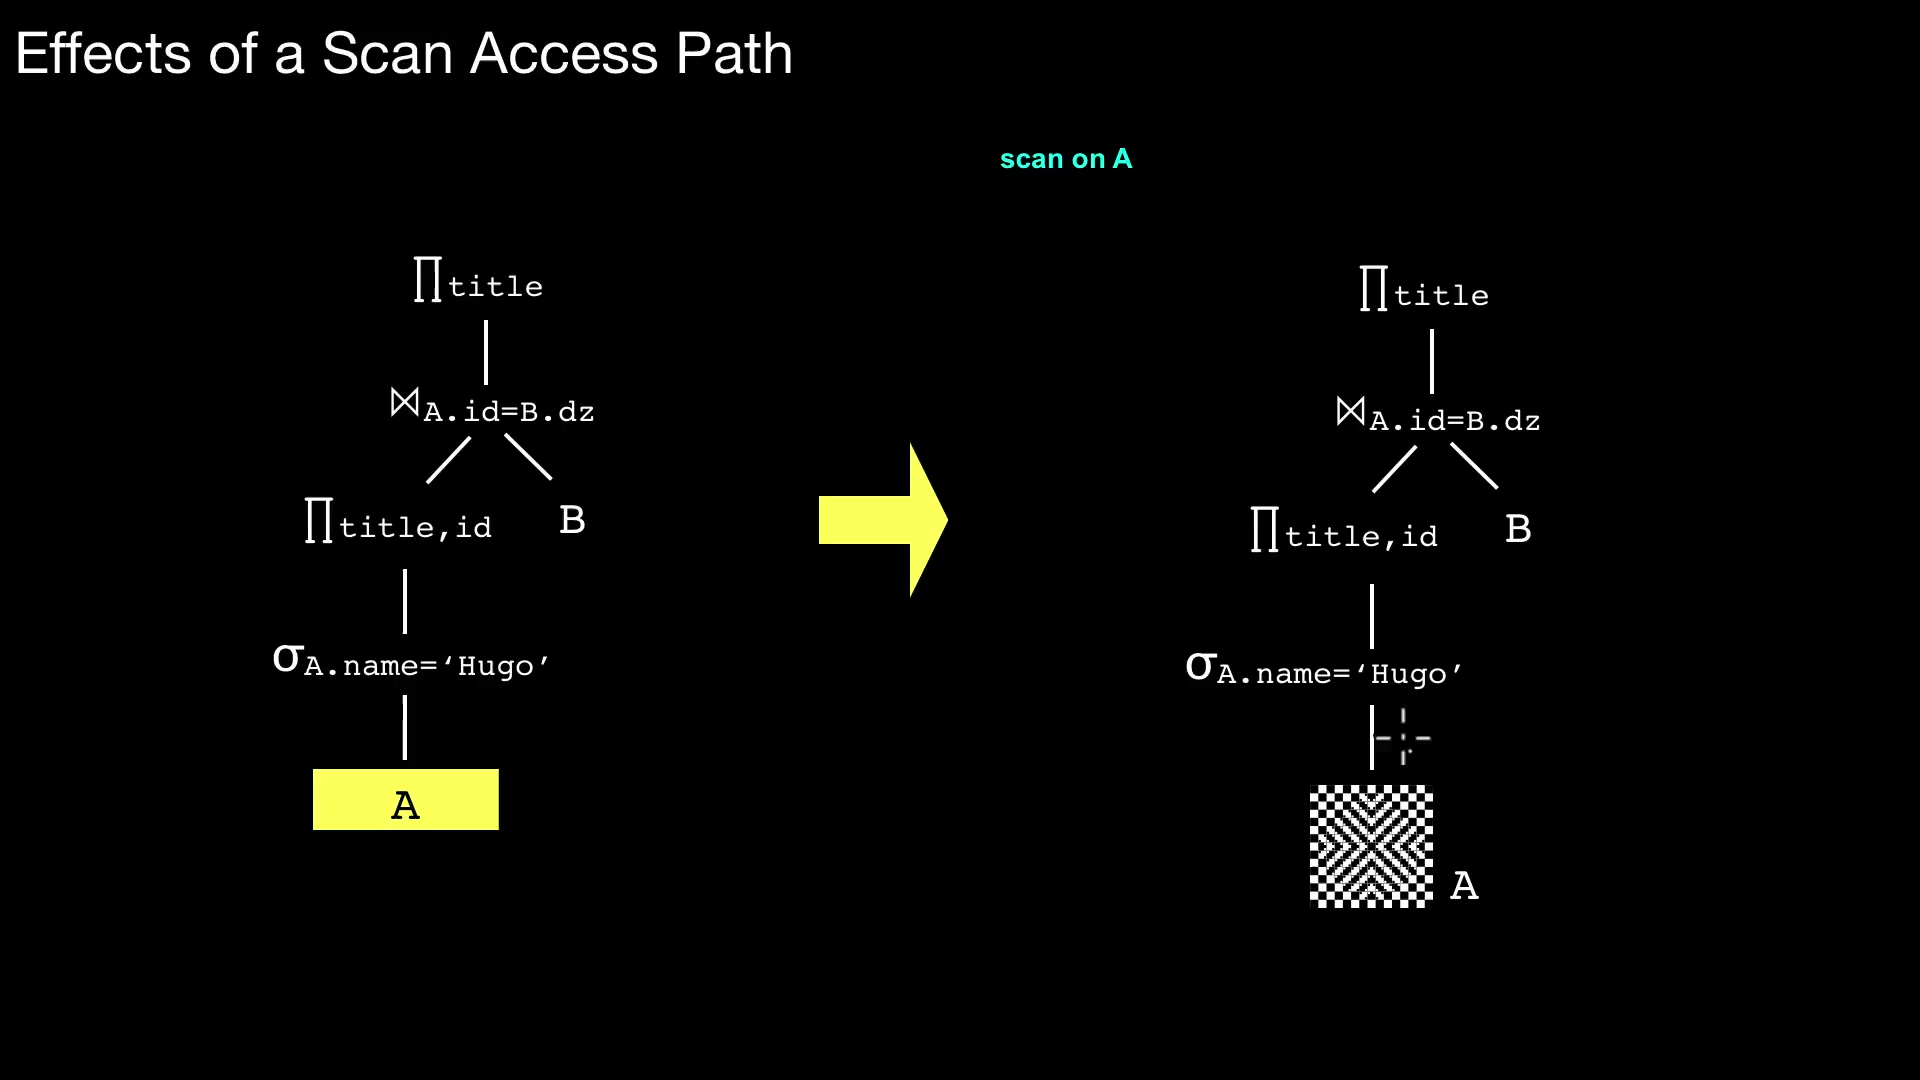 Effects of a Scan Access Path
scan on A
∏title
⋈A.id=B.dz
∏title,id
B
σA.name=‘Hugo’
A
∏title
⋈A.id=B.dz
∏title,id
B
σA.name=‘Hugo’
A